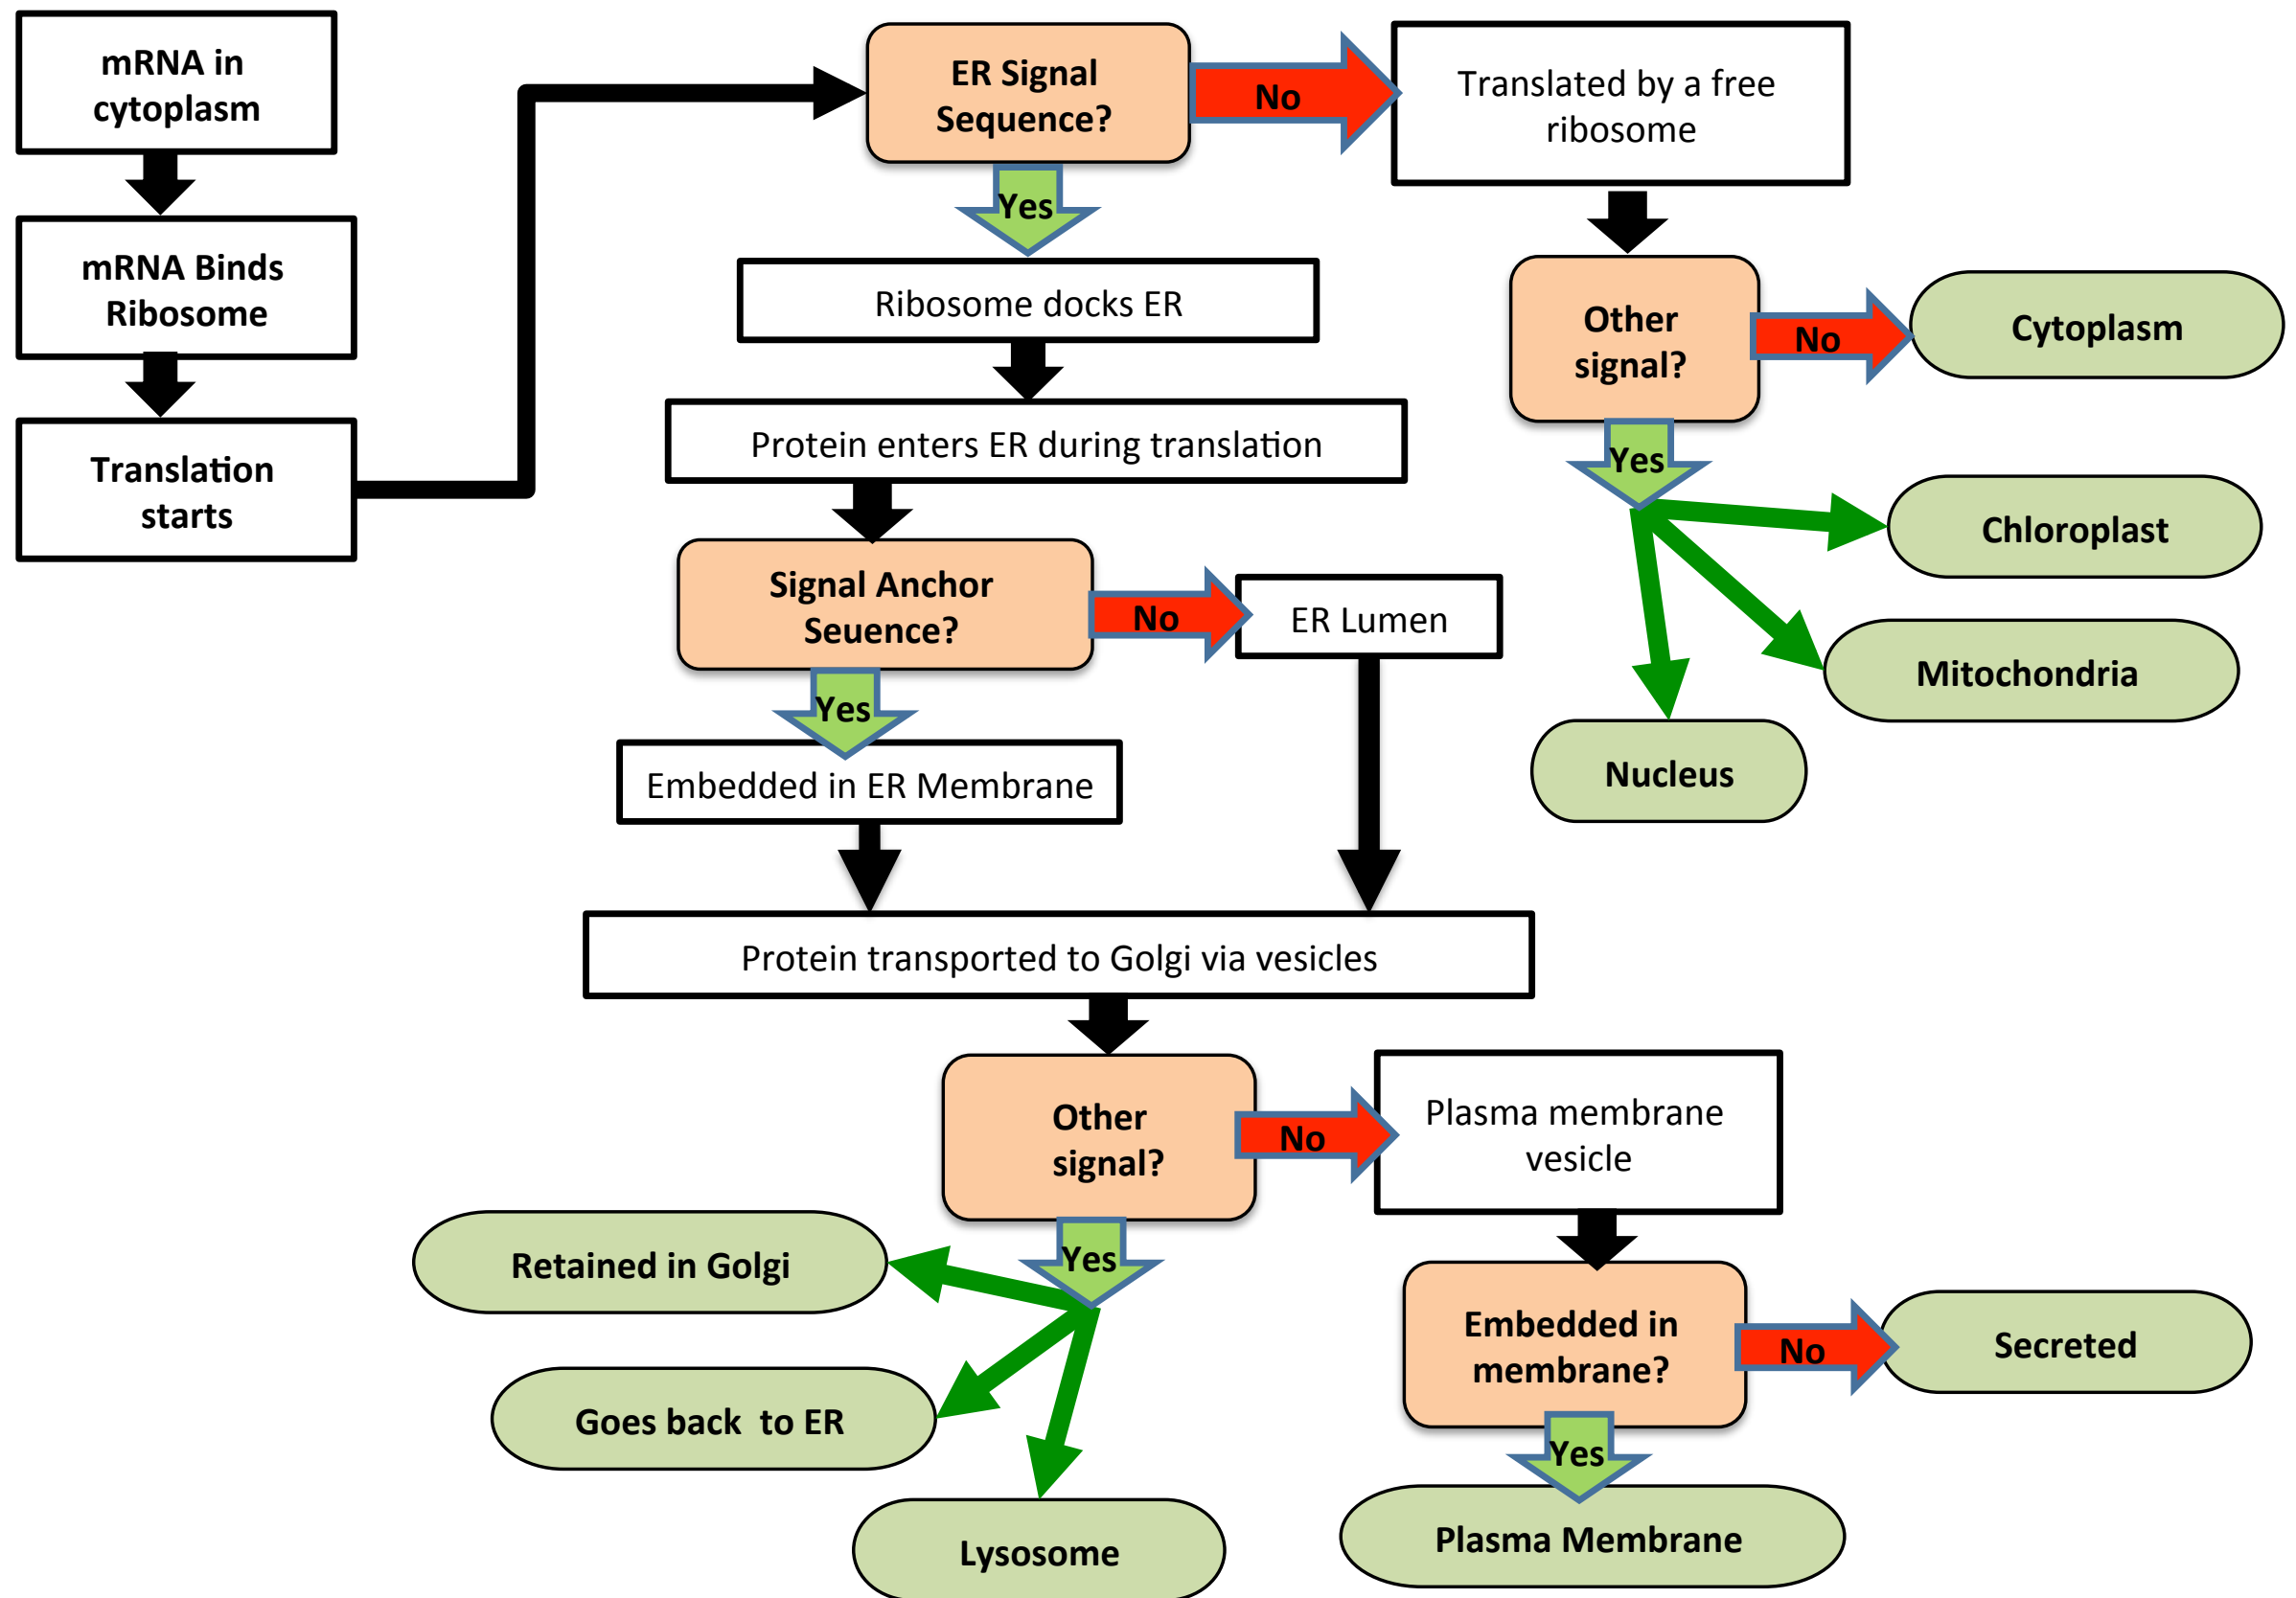 mRNA in
cytoplasm
mRNA Binds
Ribosome
Translation
starts
ER Signal
Sequence?
No
Translated by a free
ribosome
Yes
Other
signal?
No
Cytoplasm
Yes
Chloroplast
Mitochondria
Nucleus
Ribosome docks ER
Protein enters ER during translation
Signal Anchor
Seuence?
No
ER Lumen
Yes
Embedded in ER Membrane
Protein transported to Golgi via vesicles
Other
signal?
No
Plasma membrane
vesicle
Yes
Retained in Golgi
Goes back  to ER
Lysosome
Embedded in
membrane?
No
Secreted
Yes
Plasma Membrane